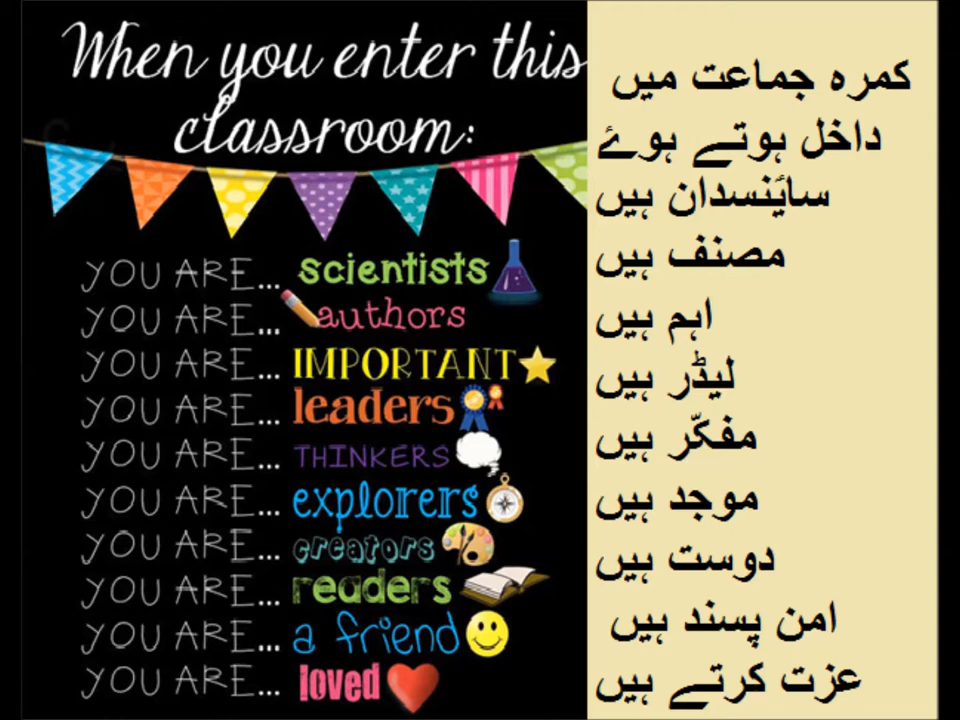 When you enter this
classroom:
YOU ARE... scientists
YOU ARE... authors
YOU ARE... IMPORTANT
YOU ARE... leaders
YOU ARE... THINKERS
YOU ARE... explorers
YOU ARE... creators
YOU ARE... readers
YOU ARE... a friend
YOU ARE... loved
کمرہ جماعت میں
داخل ہوتے ہوۓ
سائنسدان ہیں
مصنف ہیں
اہم ہیں
لیڈر ہیں
مفکّر ہیں
موجد ہیں
دوست ہیں
امن پسند ہیں
عزت کرتے ہیں